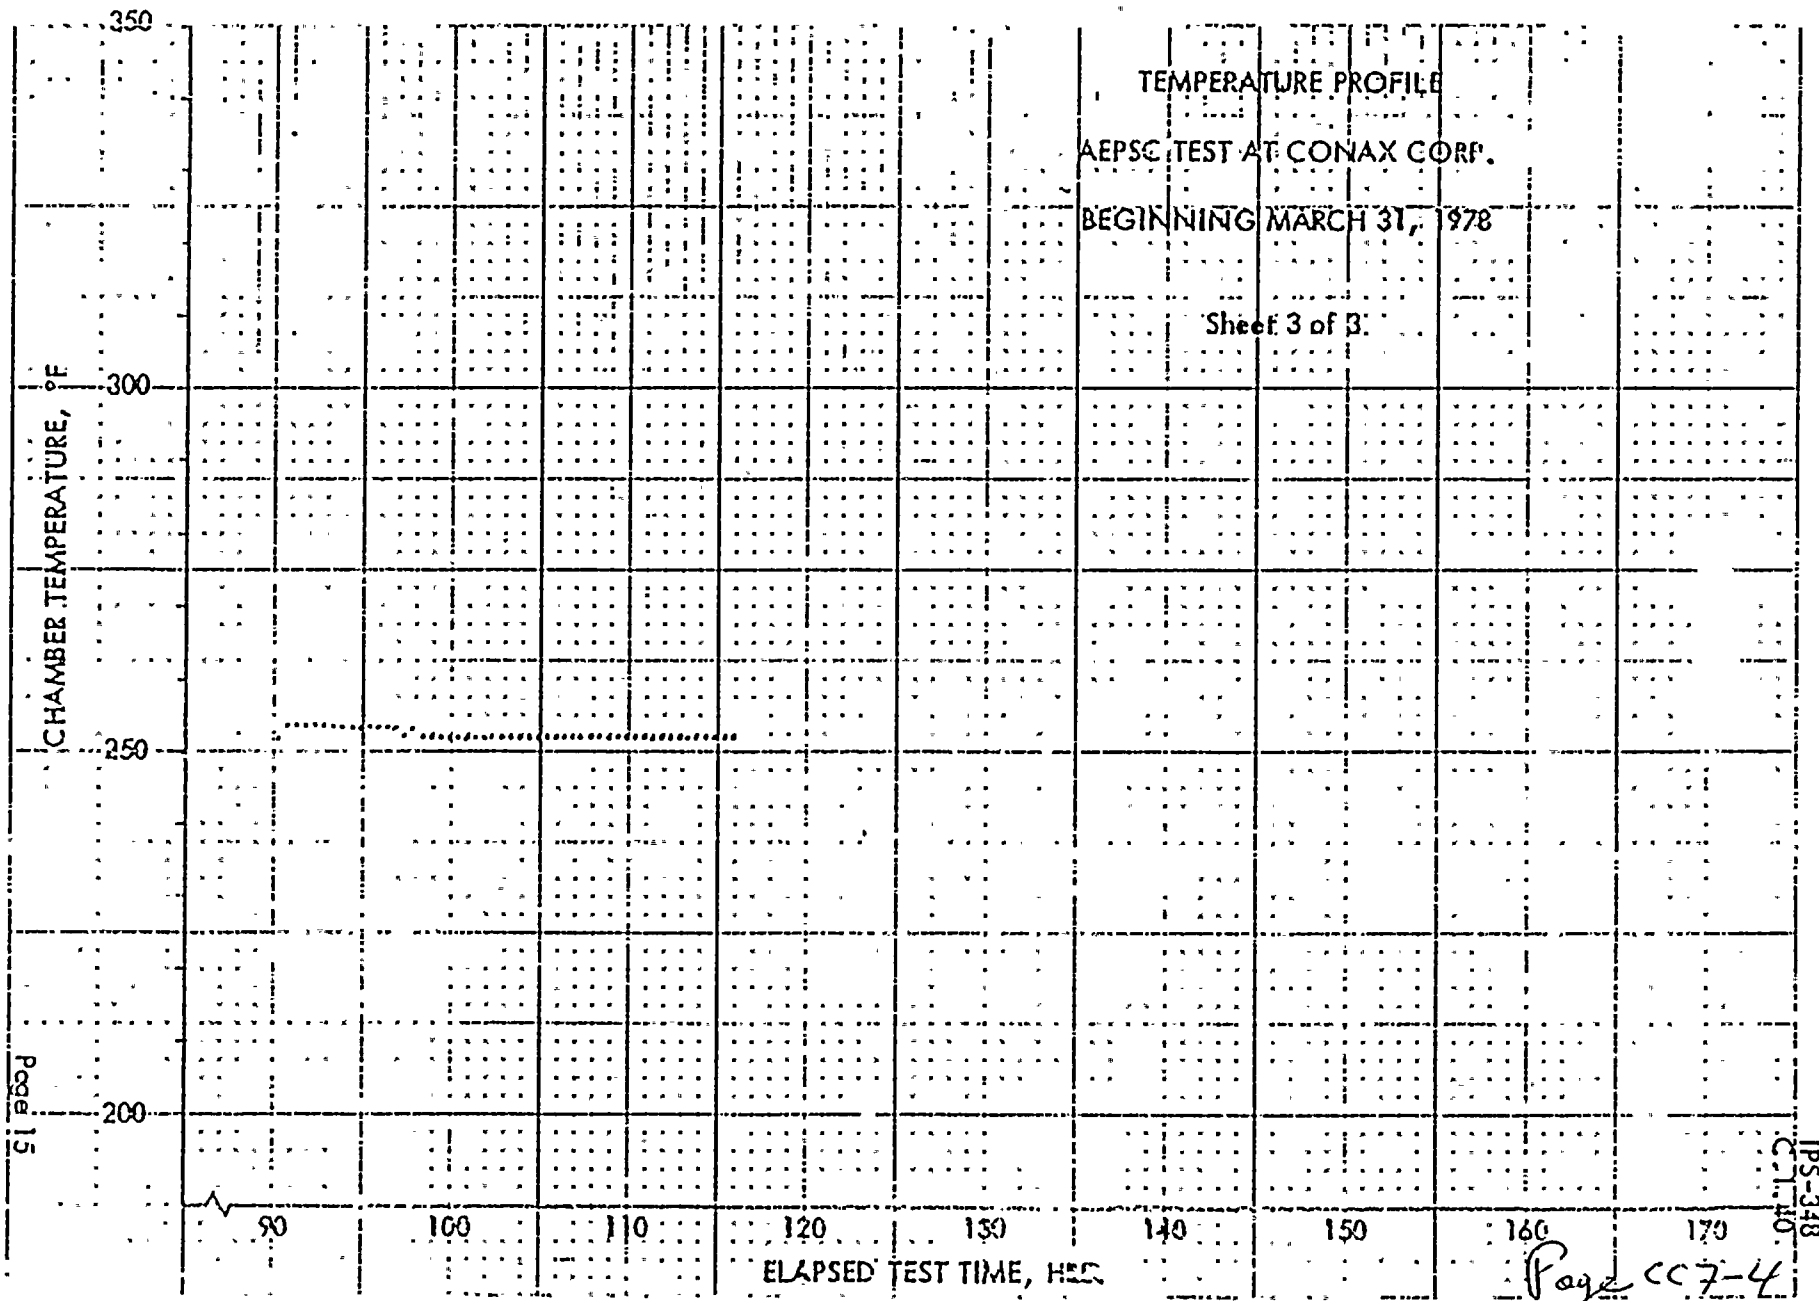 TEMPERATURE PROFILE
AEPSC TEST AT CONAX CORP.
BEGINNING MARCH 31, 1978
Sheet 3 of 3
CHAMBER TEMPERATURE, °F
350
300
250
200
90 100 110 120 130 140 150 160 170
ELAPSED TEST TIME,
Page 15
IPS-348
Page CC7-4